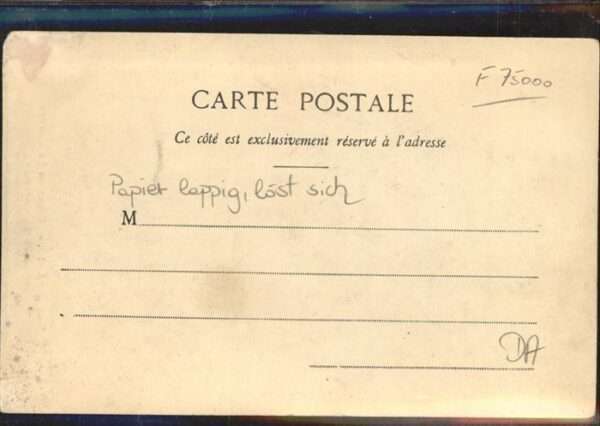 F 75000
CARTE POSTALE
Ce côté est exclusivement réservé à l'adresse
Papier lappig, löst sich
M
DA